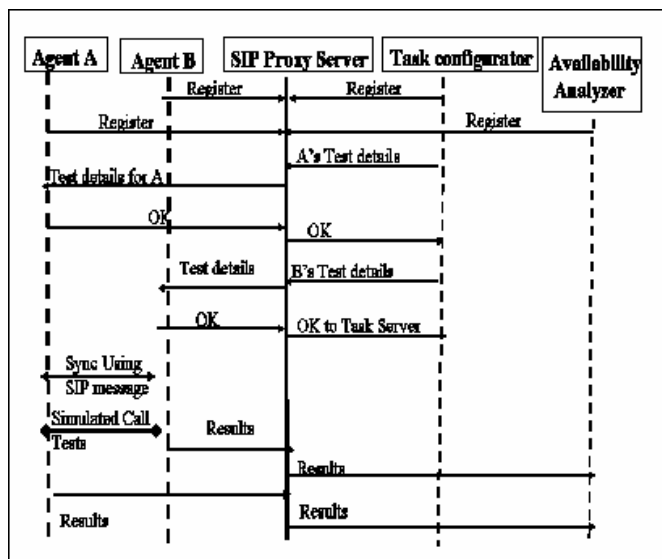 Agent A
Agent B
SIP Proxy Server
Task configurator
Availability
Analyzer
Register
Register
Register
Register
A's Test details
Test details for A
OK
OK
Test details
B's Test details
OK
OK to Task Server
Sync Using
SIP message
Simulated Call
Tests
Results
Results
Results
Results